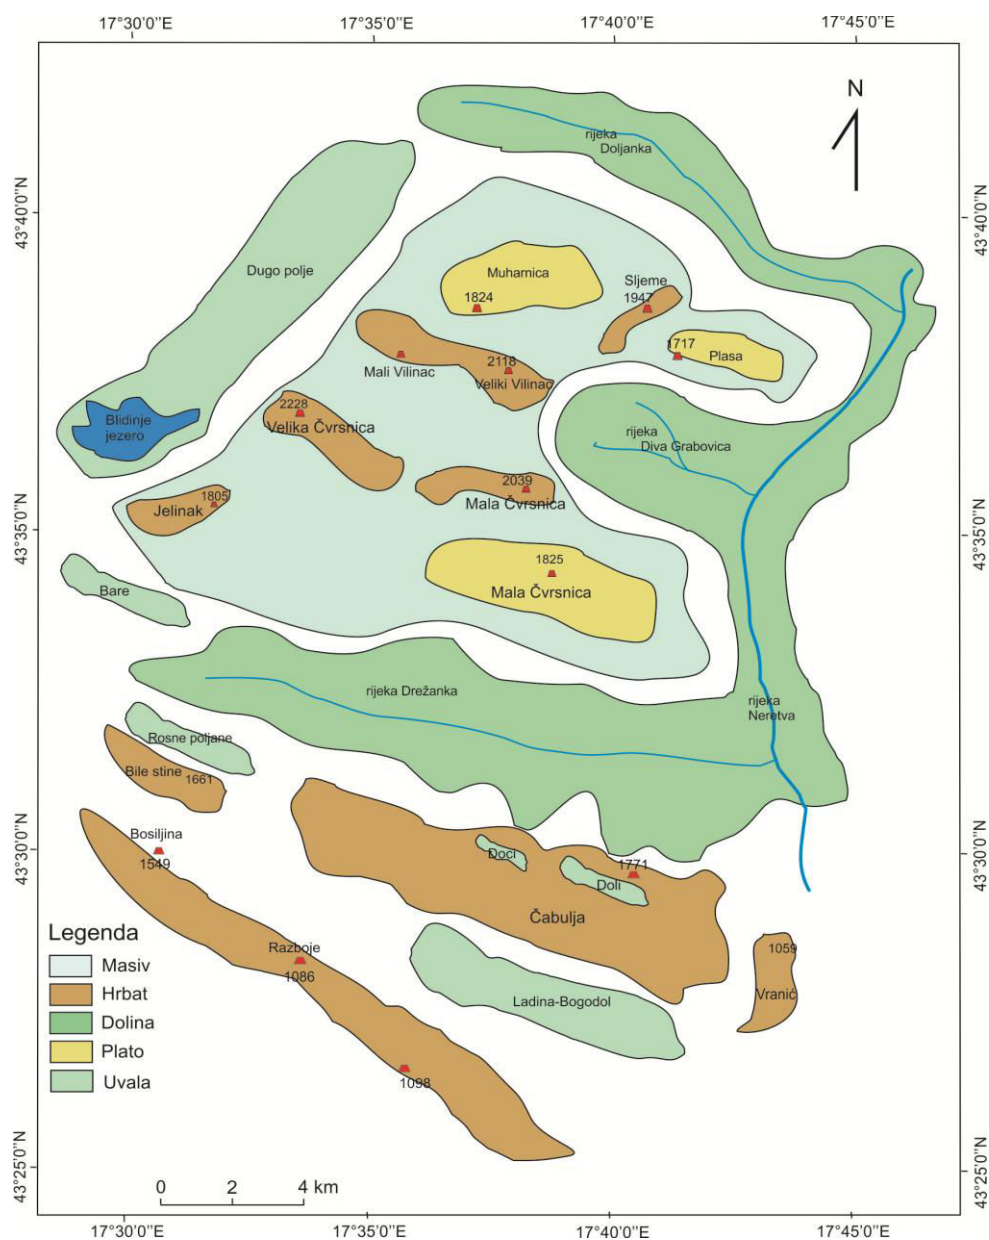 17°30'0''E
17°35'0''E
17°40'0''E
17°45'0''E
N
rijeka
Doljanka
43°40'0''N
43°40'0''N
Dugo polje
Muharnica
1824
Sljeme
1947
1717
Plasa
Mali Vilinac
2118
Veliki Vilinac
2228
Velika Čvrsnica
Blidinje
jezero
rijeka
Diva Grabovica
2039
Mala Čvrsnica
1805
Jelinak
43°35'0''N
43°35'0''N
1825
Mala Čvrsnica
Bare
rijeka Drežanka
rijeka
Neretva
Rosne poljane
Bile stine
1661
Bosiljina
1549
43°30'0''N
43°30'0''N
Doci
1771
Doli
Čabulja
Razboje
1086
1059
Vranić
Ladina-Bogodol
1098
Legenda
Masiv
Hrbat
Dolina
Plato
Uvala
43°25'0''N
43°25'0''N
0 2 4 km
17°30'0''E
17°35'0''E
17°40'0''E
17°45'0''E